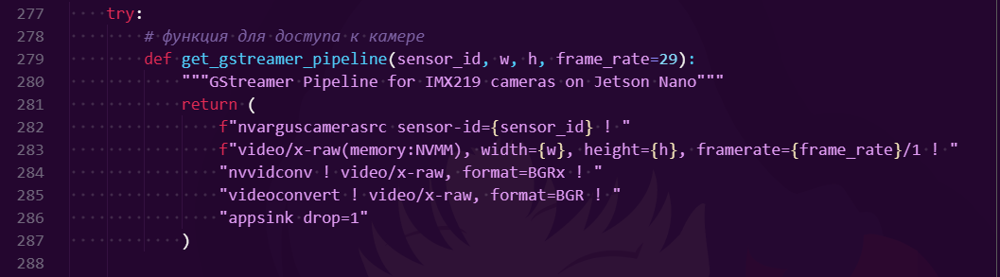 277 try:
278 # функция для доступа к камере
279 def get_gstreamer_pipeline(sensor_id, w, h, frame_rate=29):
280 """GStreamer Pipeline for IMX219 cameras on Jetson Nano"""
281 return (
282 f"nvarguscamerasrc sensor-id={sensor_id} ! "
283 f"video/x-raw(memory:NVMM), width={w}, height={h}, framerate={frame_rate}/1 ! "
284 "nvvidconv ! video/x-raw, format=BGRx ! "
285 "videoconvert ! video/x-raw, format=BGR ! "
286 "appsink drop=1"
287 )
288